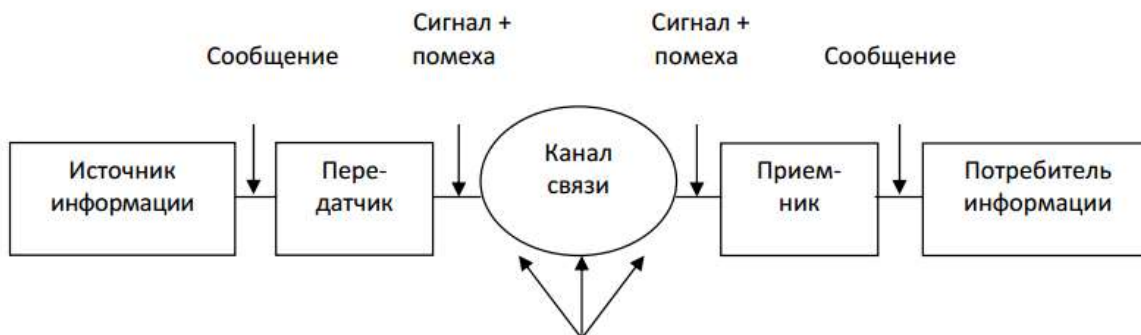 Сообщение
Сигнал +
помеха
Сигнал +
помеха
Сообщение
Источник
информации
Пере-
датчик
Канал
связи
Прием-
ник
Потребитель
информации